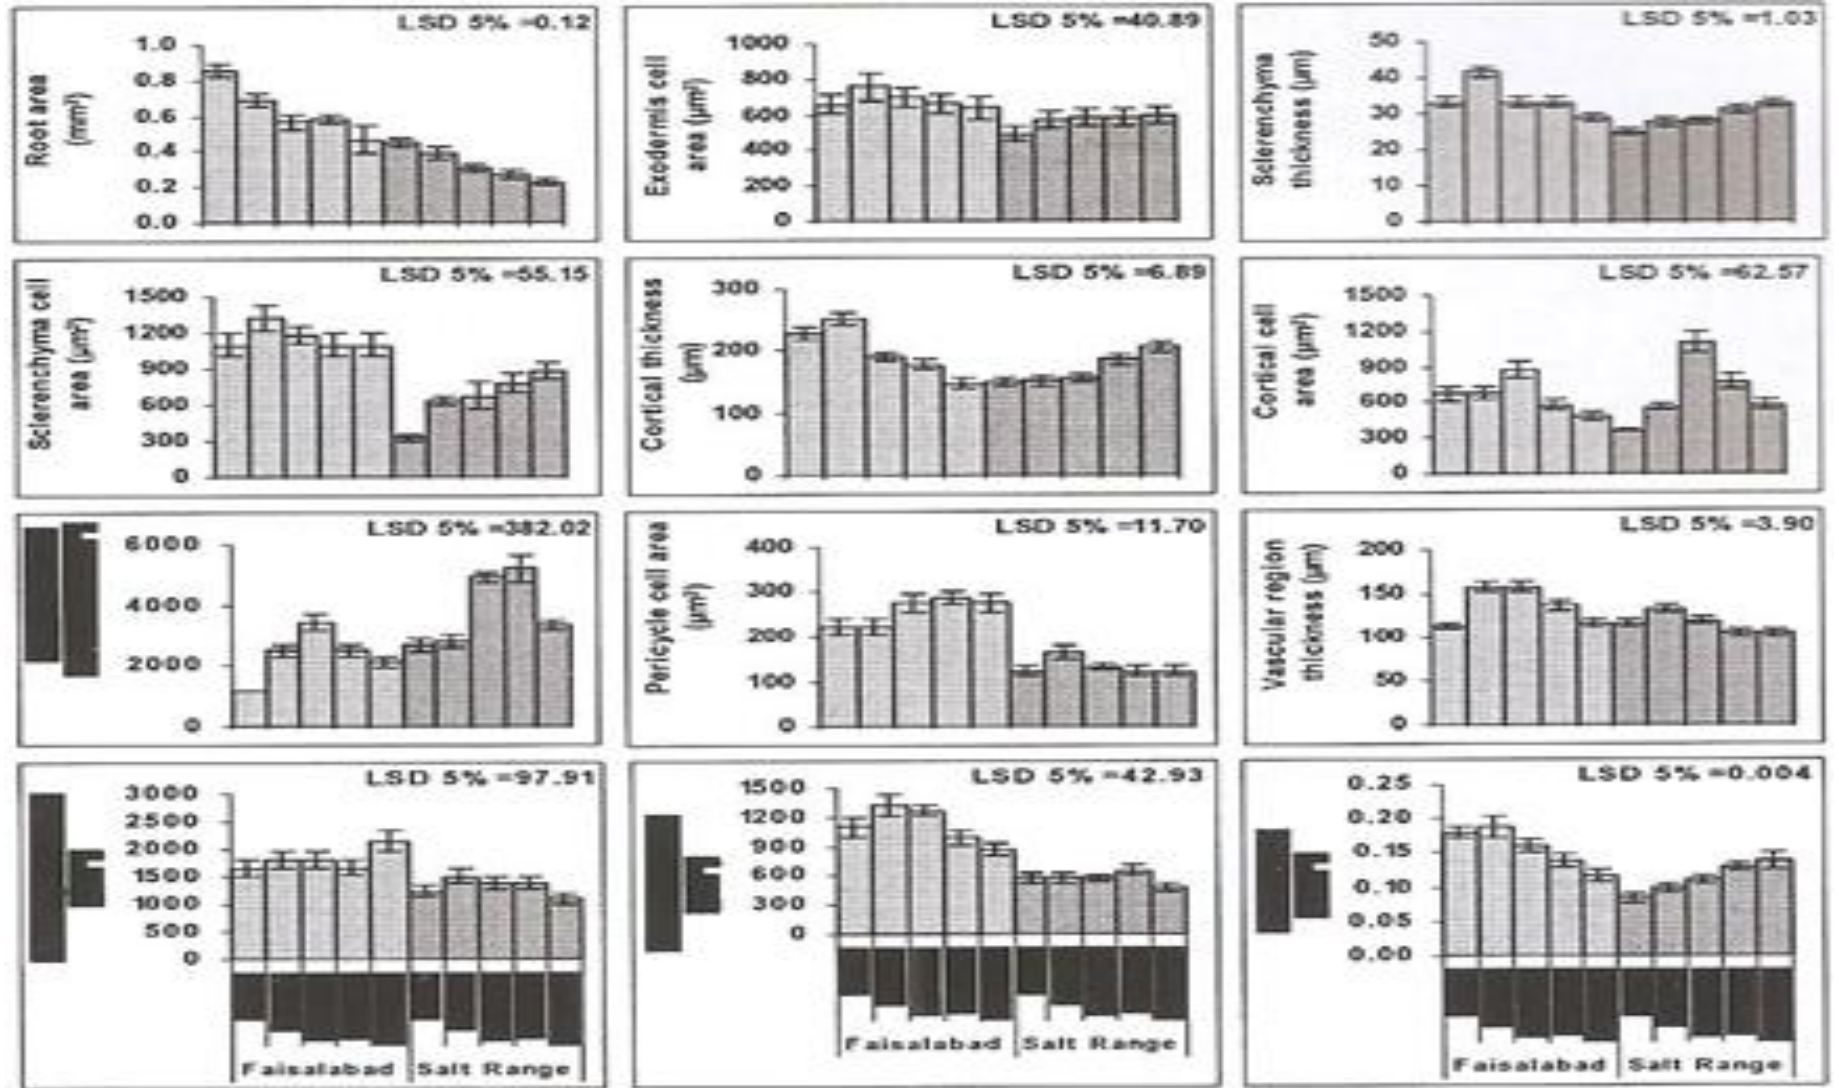 LSD 5% =0.12
Root area
(mm²)
1.0
0.8
0.6
0.4
0.2
0.0
LSD 5% =40.89
Exodermis cell
area (µm²)
1000
800
600
400
200
0
LSD 5% =1.03
Sclerenchyma
thickness (µm)
50
40
30
20
10
0
LSD 5% =55.15
Sclerenchyma cell
area (µm²)
1500
1200
900
600
300
0
LSD 5% =6.89
Cortical thickness
(µm)
300
200
100
0
LSD 5% =62.57
Cortical cell
area (µm²)
1500
1200
900
600
300
0
LSD 5% =382.02
6000
4000
2000
0
LSD 5% =11.70
Pericycle cell area
(µm²)
400
300
200
100
0
LSD 5% =3.90
Vascular region
thickness (µm)
200
150
100
50
0
LSD 5% =97.91
3000
2500
2000
1500
1000
500
0
Faisalabad Salt Range
LSD 5% =42.93
1500
1200
900
600
300
0
Faisalabad Salt Range
LSD 5% =0.004
0.25
0.20
0.15
0.10
0.05
0.00
Faisalabad Salt Range